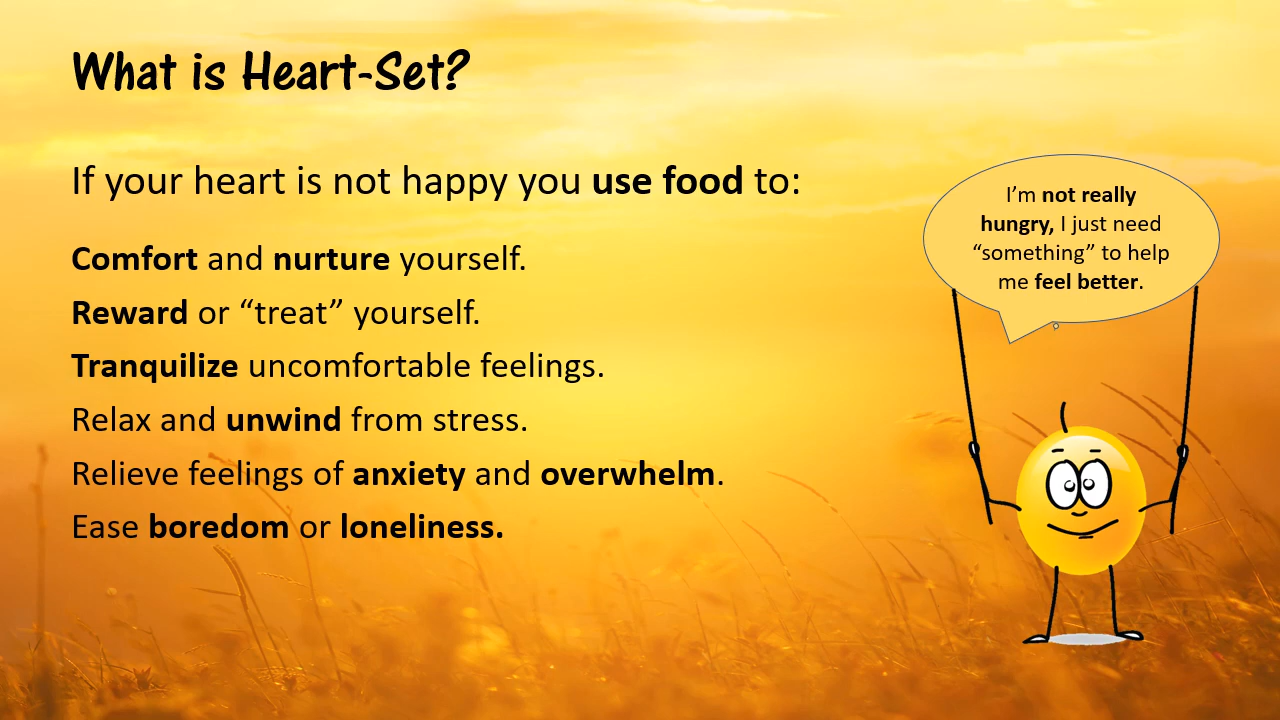 What is Heart-Set?
If your heart is not happy you use food to:
Comfort and nurture yourself.
Reward or “treat” yourself.
Tranquilize uncomfortable feelings.
Relax and unwind from stress.
Relieve feelings of anxiety and overwhelm.
Ease boredom or loneliness.
I’m not really
hungry, I just need
“something” to help
me feel better.